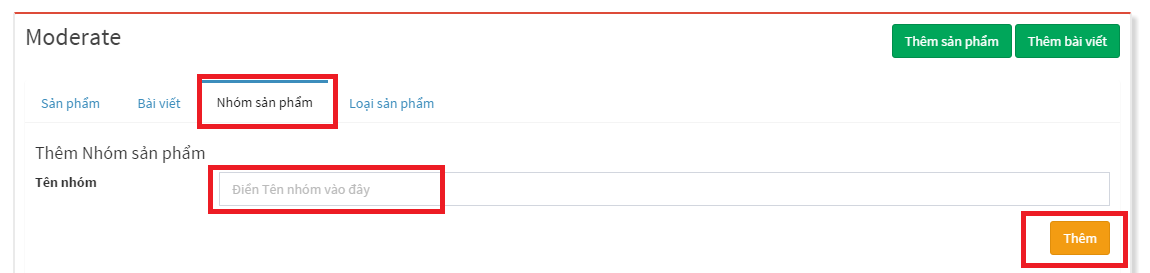 Moderate
Thêm sản phẩm
Thêm bài viết
Sản phẩm
Bài viết
Nhóm sản phẩm
Loại sản phẩm
Thêm Nhóm sản phẩm
Tên nhóm
Điền Tên nhóm vào đây
Thêm